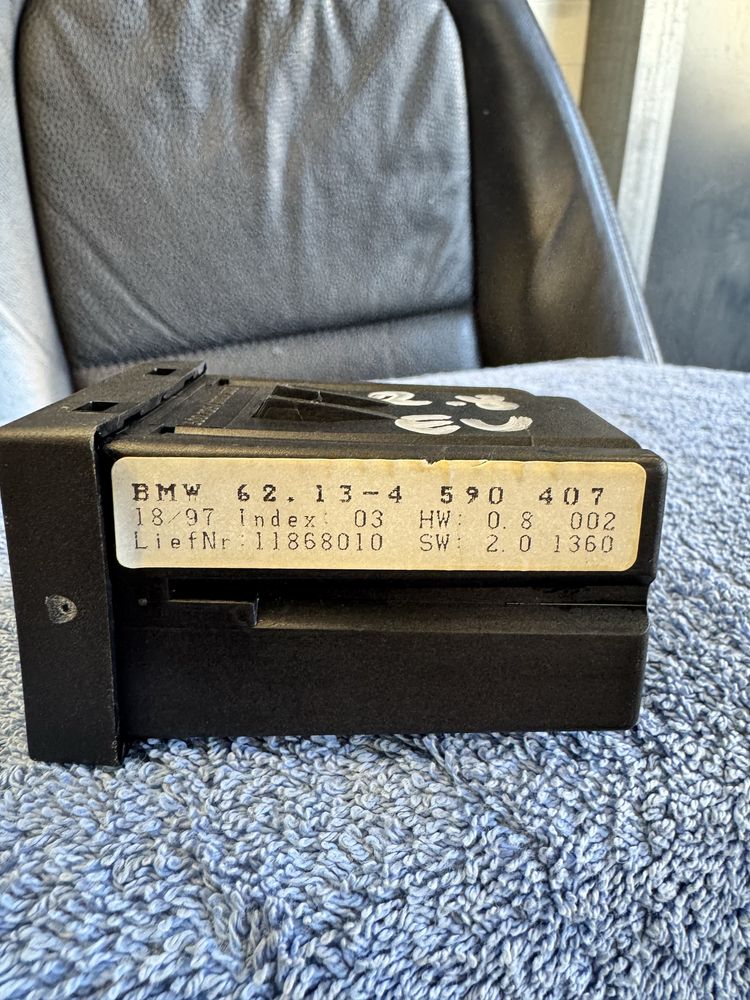 BMW 62.13-4 590 407
18/97 Index: 03 HW: 0.8 002
LiefNr:11868010 SW: 2.0 1360